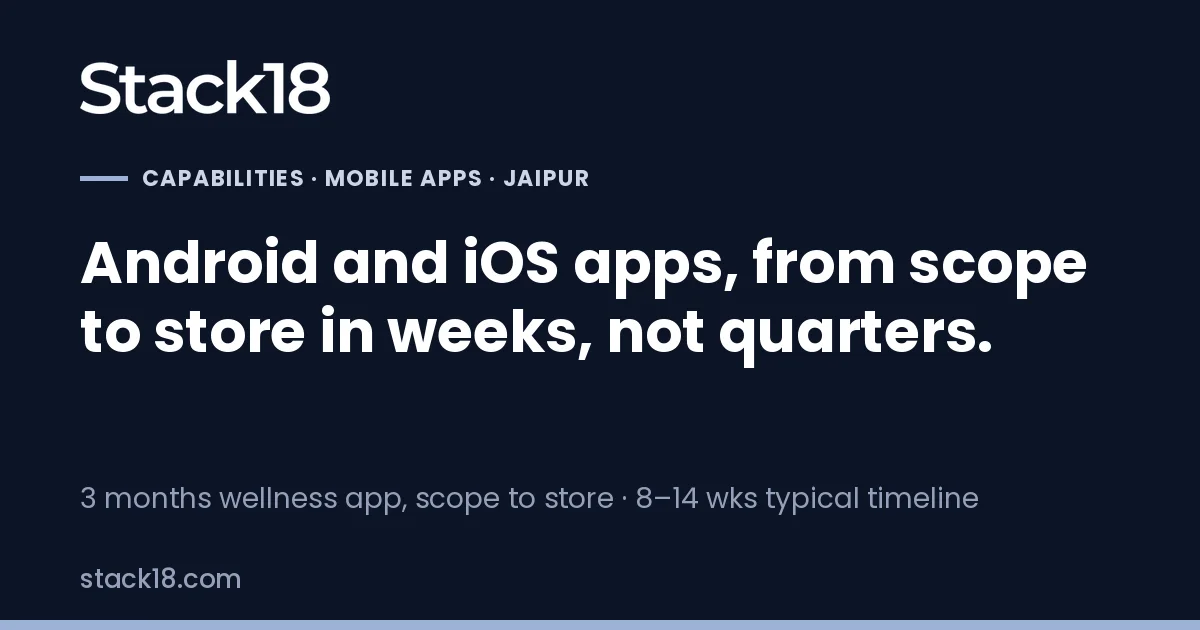 Stack18
CAPABILITIES · MOBILE APPS · JAIPUR
Android and iOS apps, from scope
to store in weeks, not quarters.
3 months wellness app, scope to store · 8–14 wks typical timeline
stack18.com